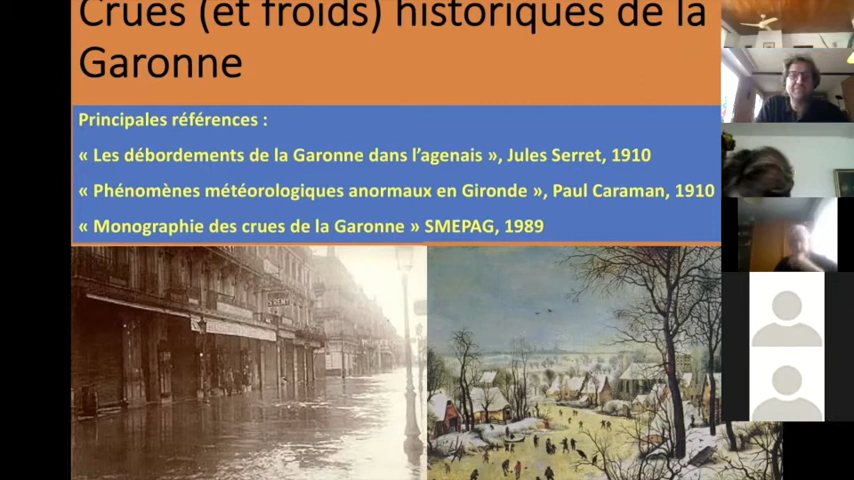 Crues (et froids) historiques de la
Garonne
Principales références :
« Les débordements de la Garonne dans l’agenais », Jules Serret, 1910
« Phénomènes météorologiques anormaux en Gironde », Paul Caraman, 1910
« Monographie des crues de la Garonne » SMEPAG, 1989